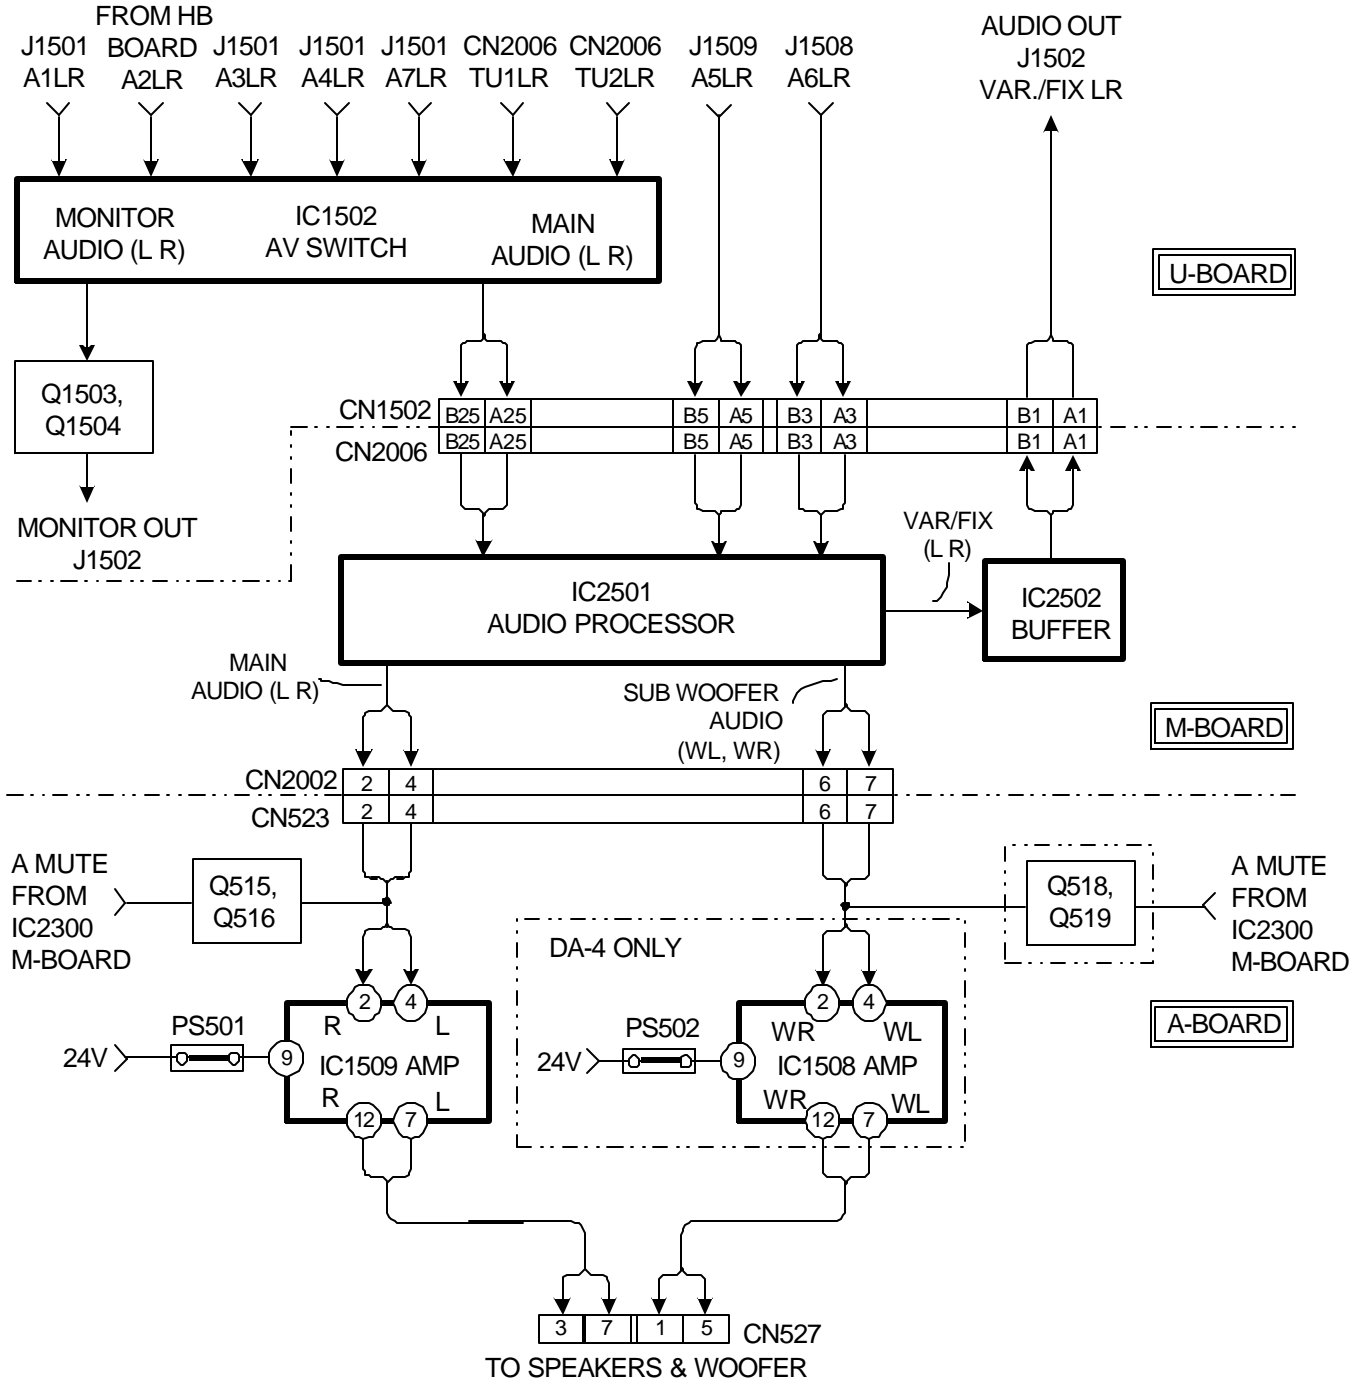 FROM HB
BOARD
A2LR
J1501
A1LR
J1501
A3LR
J1501
A4LR
J1501
A7LR
CN2006
TU1LR
CN2006
TU2LR
J1509
A5LR
J1508
A6LR
AUDIO OUT
J1502
VAR./FIX LR
MONITOR
AUDIO (L R)
IC1502
AV SWITCH
MAIN
AUDIO (L R)
U-BOARD
Q1503,
Q1504
CN1502
B25 A25 B5 A5 B3 A3 B1 A1
CN2006
B25 A25 B5 A5 B3 A3 B1 A1
MONITOR OUT
J1502
VAR/FIX
(L R)
IC2501
AUDIO PROCESSOR
IC2502
BUFFER
MAIN
AUDIO (L R)
SUB WOOFER
AUDIO
(WL, WR)
M-BOARD
CN2002
2 4 6 7
CN523
2 4 6 7
A MUTE
FROM
IC2300
M-BOARD
Q515,
Q516
Q518,
Q519
A MUTE
FROM
IC2300
M-BOARD
DA-4 ONLY
A-BOARD
2 4
R L
PS501
24V
9
IC1509 AMP
R L
12 7
2 4
WR WL
PS502
24V
9
IC1508 AMP
WR WL
12 7
3 7 1 5
CN527
TO SPEAKERS & WOOFER